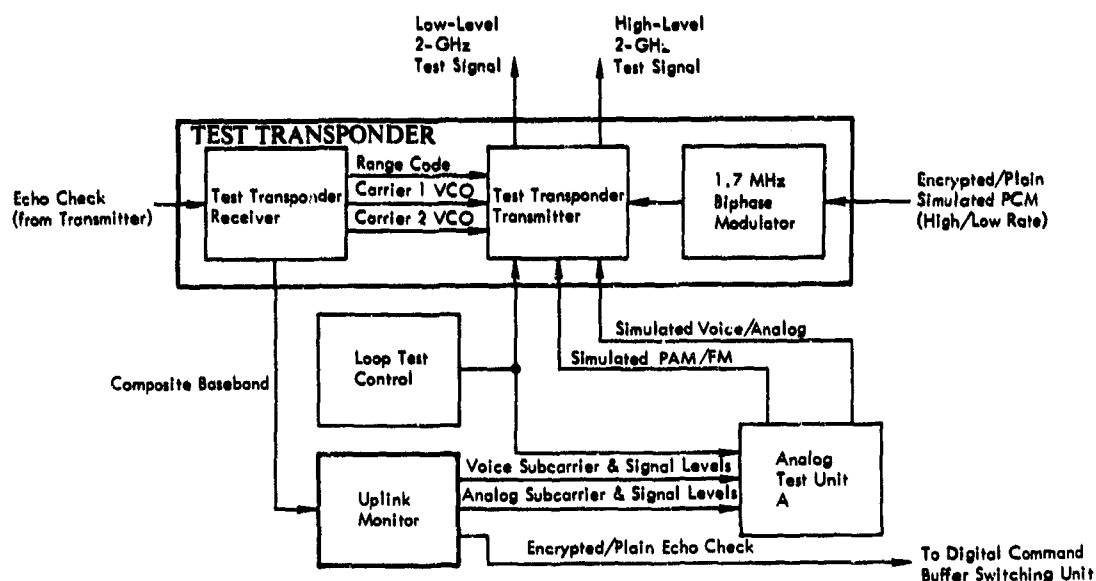 Low-Level
2-GHz
Test Signal
High-Level
2-GHz
Test Signal
TEST TRANSPONDER
Echo Check
(from Transmitter)
Test Transponder
Receiver
Range Code
Carrier 1 VCO
Carrier 2 VCO
Test Transponder
Transmitter
1.7 MHz
Biphase
Modulator
Encrypted/Plain
Simulated PCM
(High/Low Rate)
Simulated Voice/Analog
Simulated PAM/FM
Loop Test
Control
Composite Baseband
Uplink
Monitor
Voice Subcarrier & Signal Levels
Analog Subcarrier & Signal Levels
Analog
Test Unit
A
Encrypted/Plain Echo Check
To Digital Command
Buffer Switching Unit